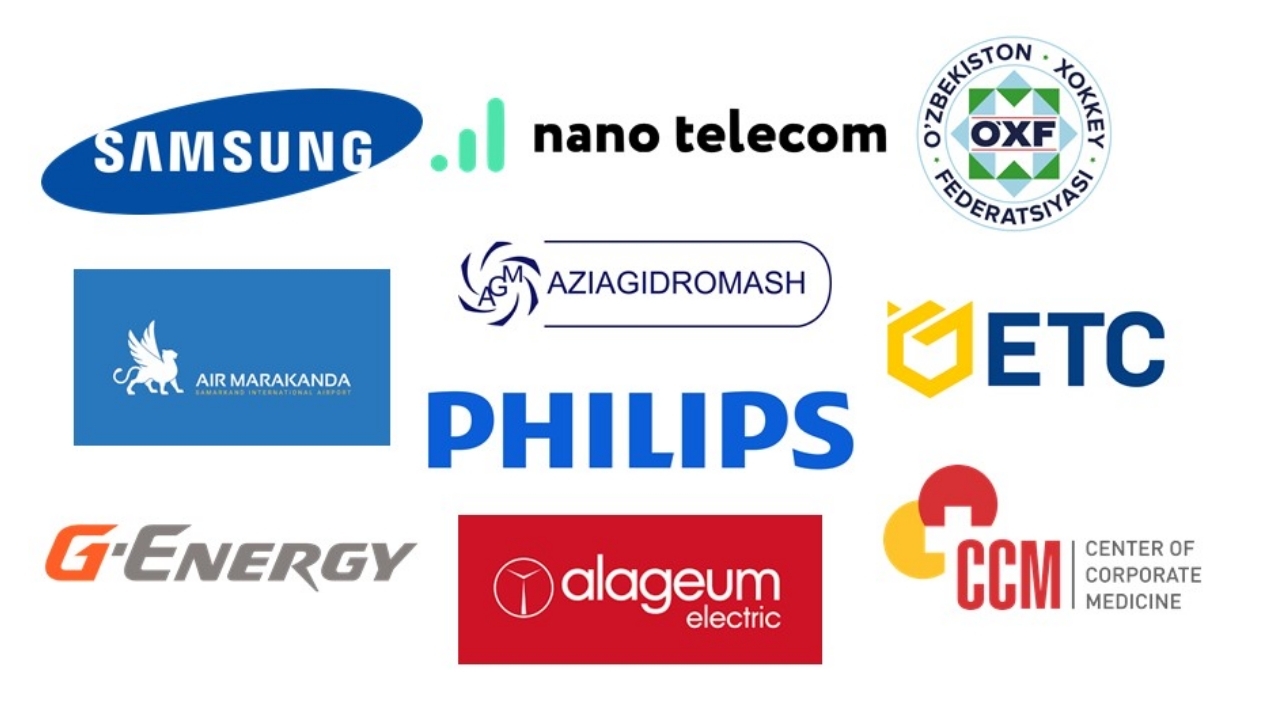 SAMSUNG
nano telecom
O'ZBEKISTON · XOKKEY · FEDERATSIYASI ·
O'XF
AGM
AZIAGIDROMASH
AIR MARAKANDA
SAMARKAND INTERNATIONAL AIRPORT
ETC
PHILIPS
G-ENERGY
alageum
electric
CCM
CENTER OF
CORPORATE
MEDICINE